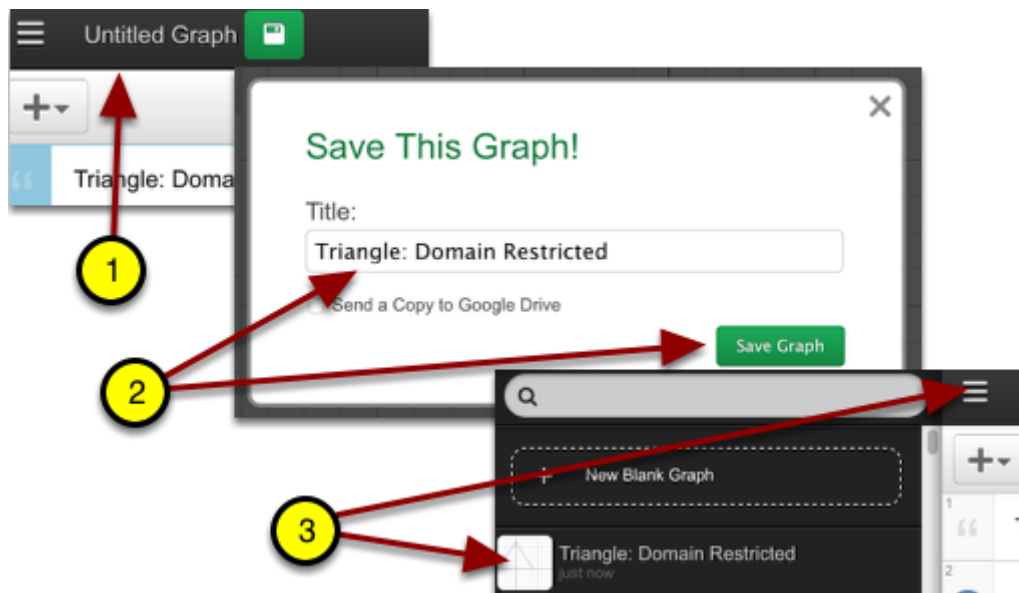 Untitled Graph
Triangle: Doma
Save This Graph!
Title:
Triangle: Domain Restricted
Send a Copy to Google Drive
Save Graph
1
2
3
New Blank Graph
Triangle: Domain Restricted
just now
1
2